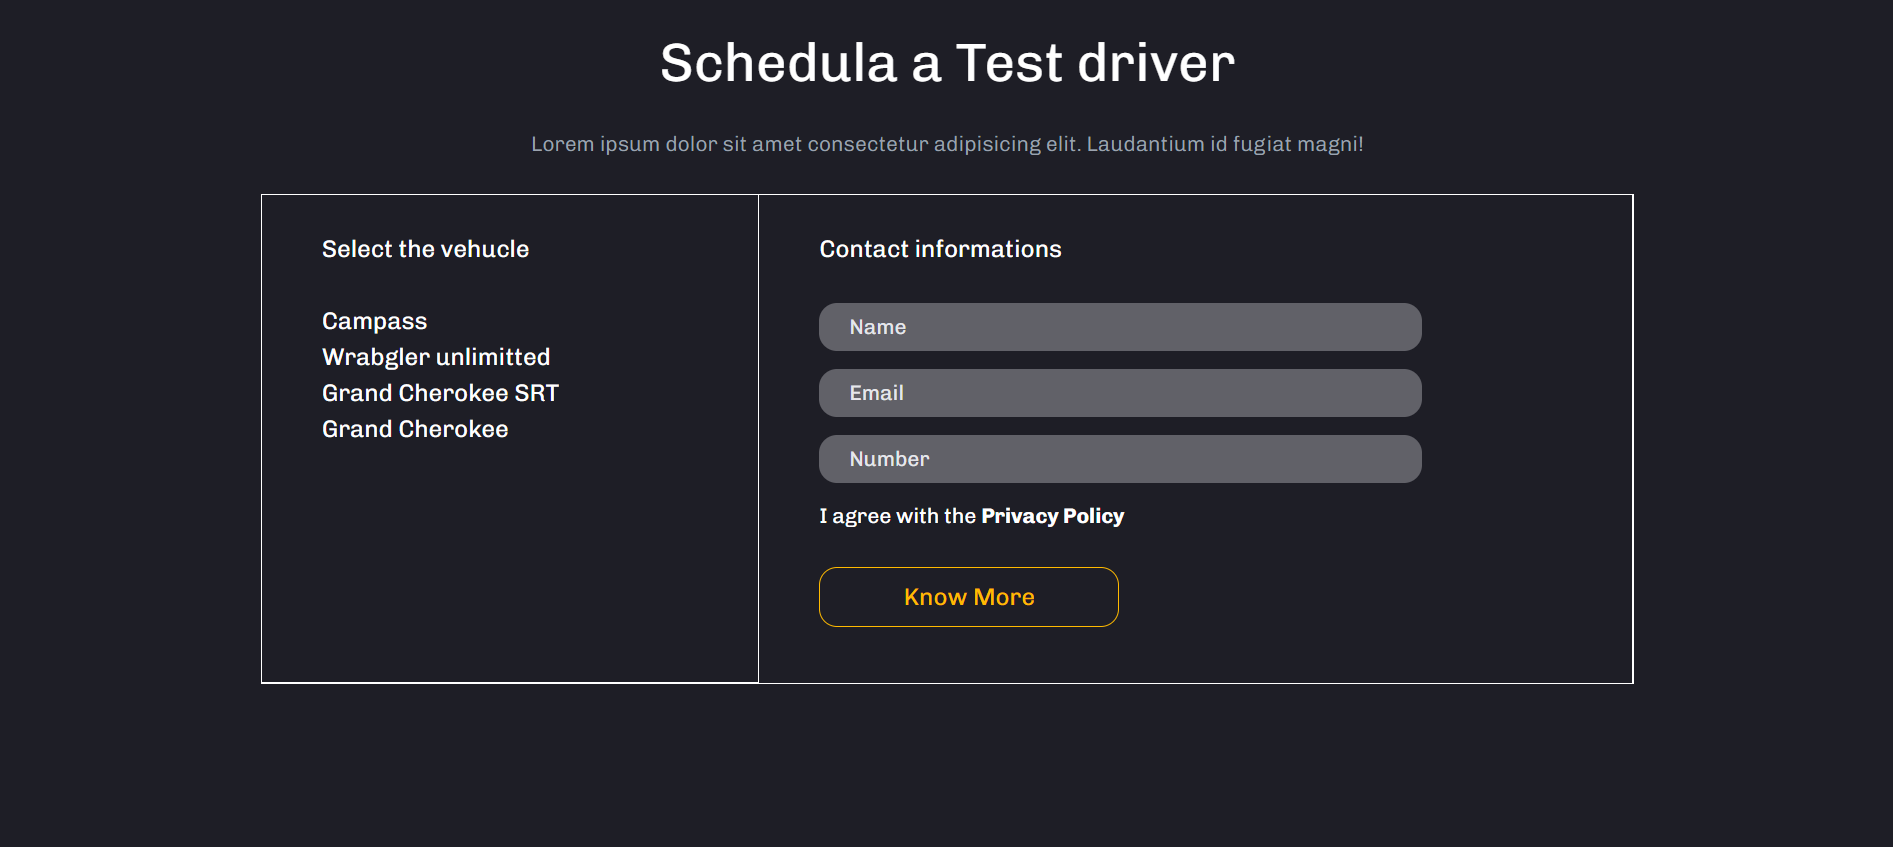 Schedula a Test driver
Lorem ipsum dolor sit amet consectetur adipisicing elit. Laudantium id fugiat magni!
Select the vehucle
Campass
Wrabgler unlimitted
Grand Cherokee SRT
Grand Cherokee
Contact informations
Name
Email
Number
I agree with the Privacy Policy
Know More